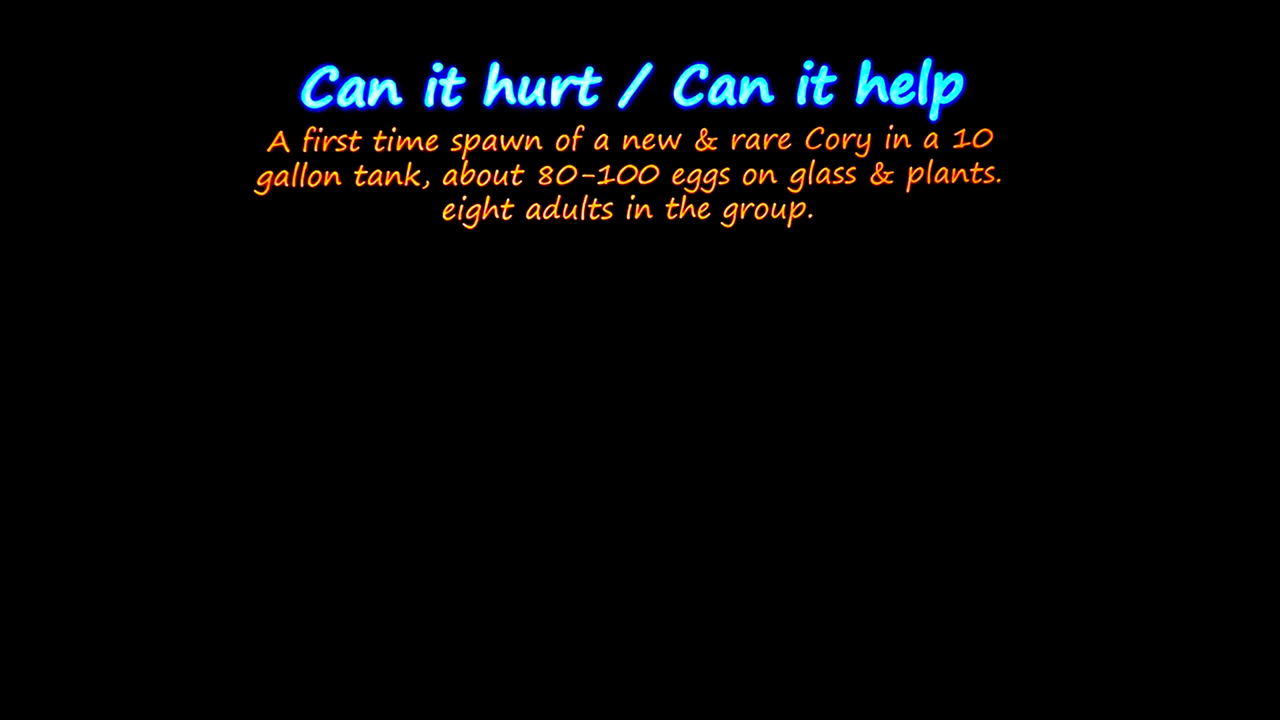 Can it hurt / Can it help
A first time spawn of a new & rare Cory in a 10
gallon tank, about 80-100 eggs on glass & plants.
eight adults in the group.